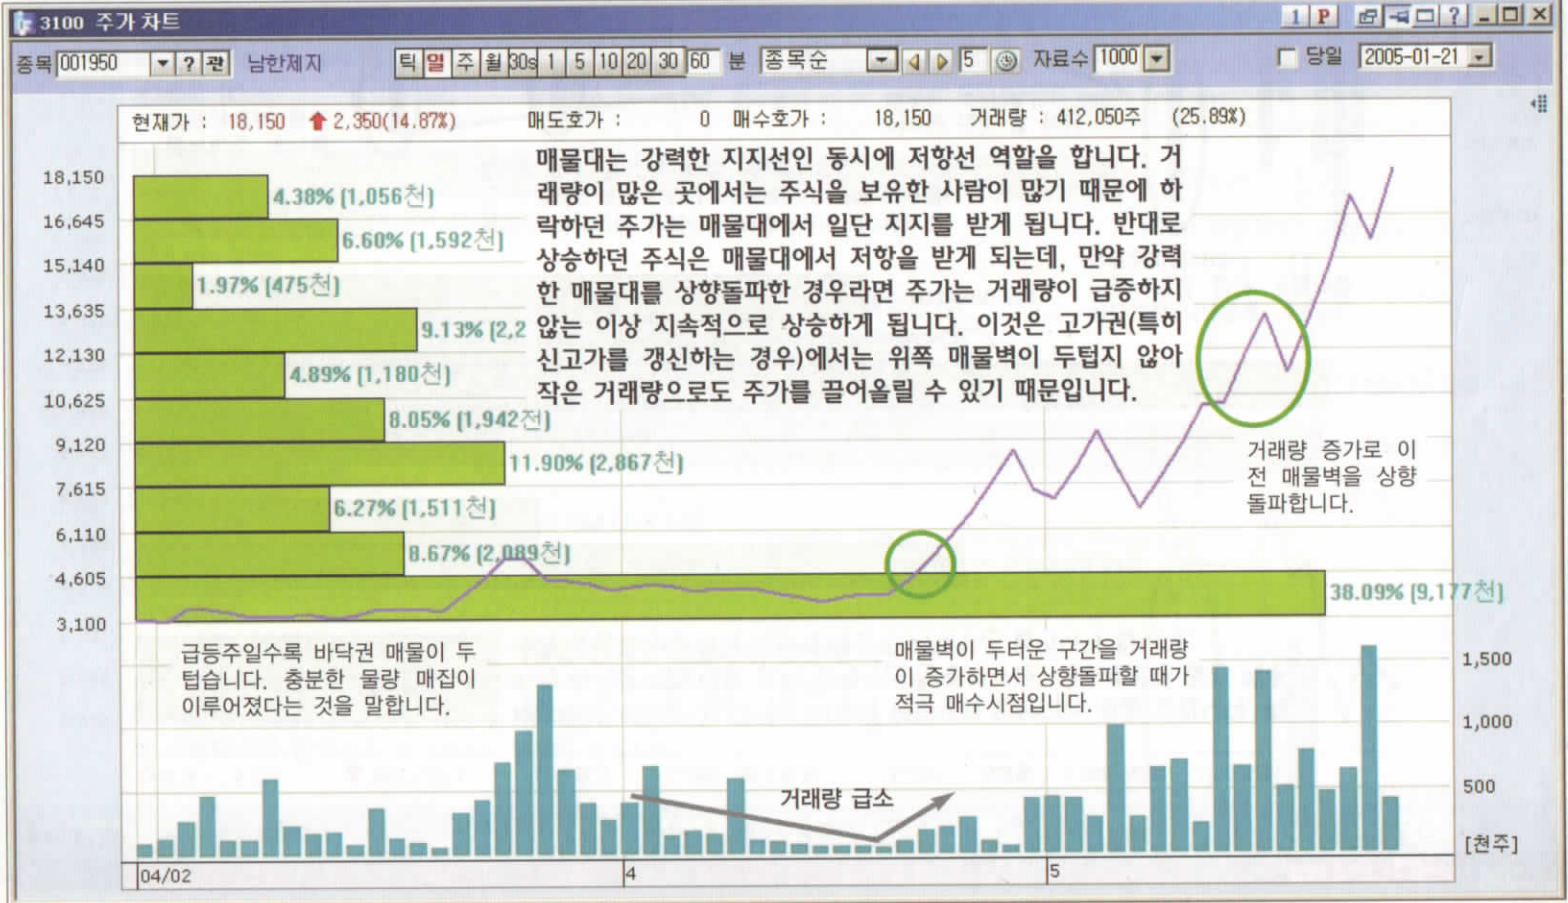 3100 주가 차트
1 P ?
종목 001950 ? 관 남한제지 틱 일 주 월 30s 1 5 10 20 30 60 분 종목순 5 자료수 1000 당일 2005-01-21
현재가 : 18,150 2,350(14.87%) 매도호가 : 0 매수호가 : 18,150 거래량 : 412,050주 (25.89%)
매물대는 강력한 지지선인 동시에 저항선 역할을 합니다. 거
래량이 많은 곳에서는 주식을 보유한 사람이 많기 때문에 하
락하던 주가는 매물대에서 일단 지지를 받게 됩니다. 반대로
상승하던 주식은 매물대에서 저항을 받게 되는데, 만약 강력
한 매물대를 상향돌파한 경우라면 주가는 거래량이 급증하지
않는 이상 지속적으로 상승하게 됩니다. 이것은 고가권(특히
신고가를 갱신하는 경우)에서는 위쪽 매물벽이 두텁지 않아
작은 거래량으로도 주가를 끌어올릴 수 있기 때문입니다.
18,150
4.38% (1,056천)
16,645
6.60% (1,592천)
15,140
1.97% (475천)
13,635
9.13% (2,2
12,130
4.89% (1,180천)
10,625
8.05% (1,942천)
9,120
11.90% (2,867천)
7,615
6.27% (1,511천)
6,110
8.67% (2,089천)
4,605
38.09% (9,177천)
3,100
거래량 증가로 이
전 매물벽을 상향
돌파합니다.
급등주일수록 바닥권 매물이 두
텁습니다. 충분한 물량 매집이
이루어졌다는 것을 말합니다.
매물벽이 두터운 구간을 거래량
이 증가하면서 상향돌파할 때가
적극 매수시점입니다.
1,500
1,000
500
거래량 급소
[천주]
04/02 4 5